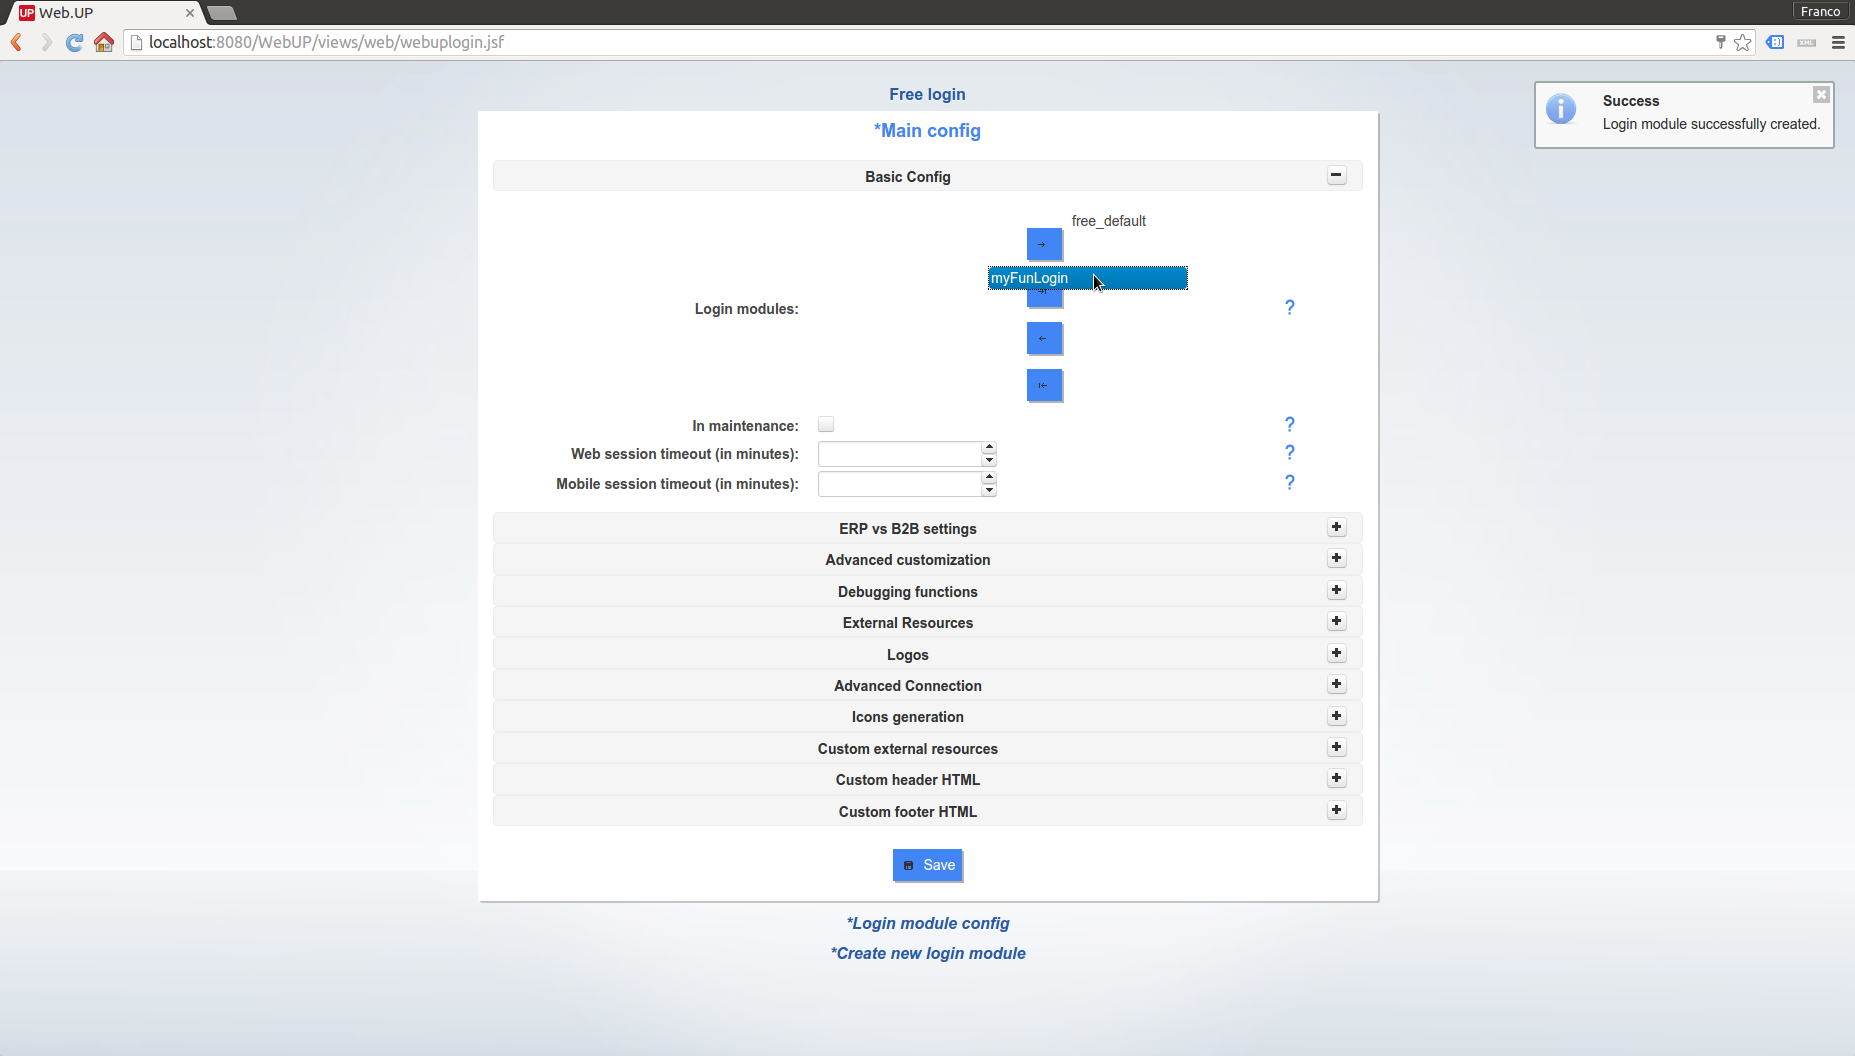 Web.UP
Franco
localhost:8080/WebUP/views/web/webuplogin.jsf
Free login
*Main config
Success
Login module successfully created.
Basic Config
free_default
myFunLogin
Login modules:
?
In maintenance:
?
Web session timeout (in minutes):
?
Mobile session timeout (in minutes):
?
ERP vs B2B settings
Advanced customization
Debugging functions
External Resources
Logos
Advanced Connection
Icons generation
Custom external resources
Custom header HTML
Custom footer HTML
Save
*Login module config
*Create new login module